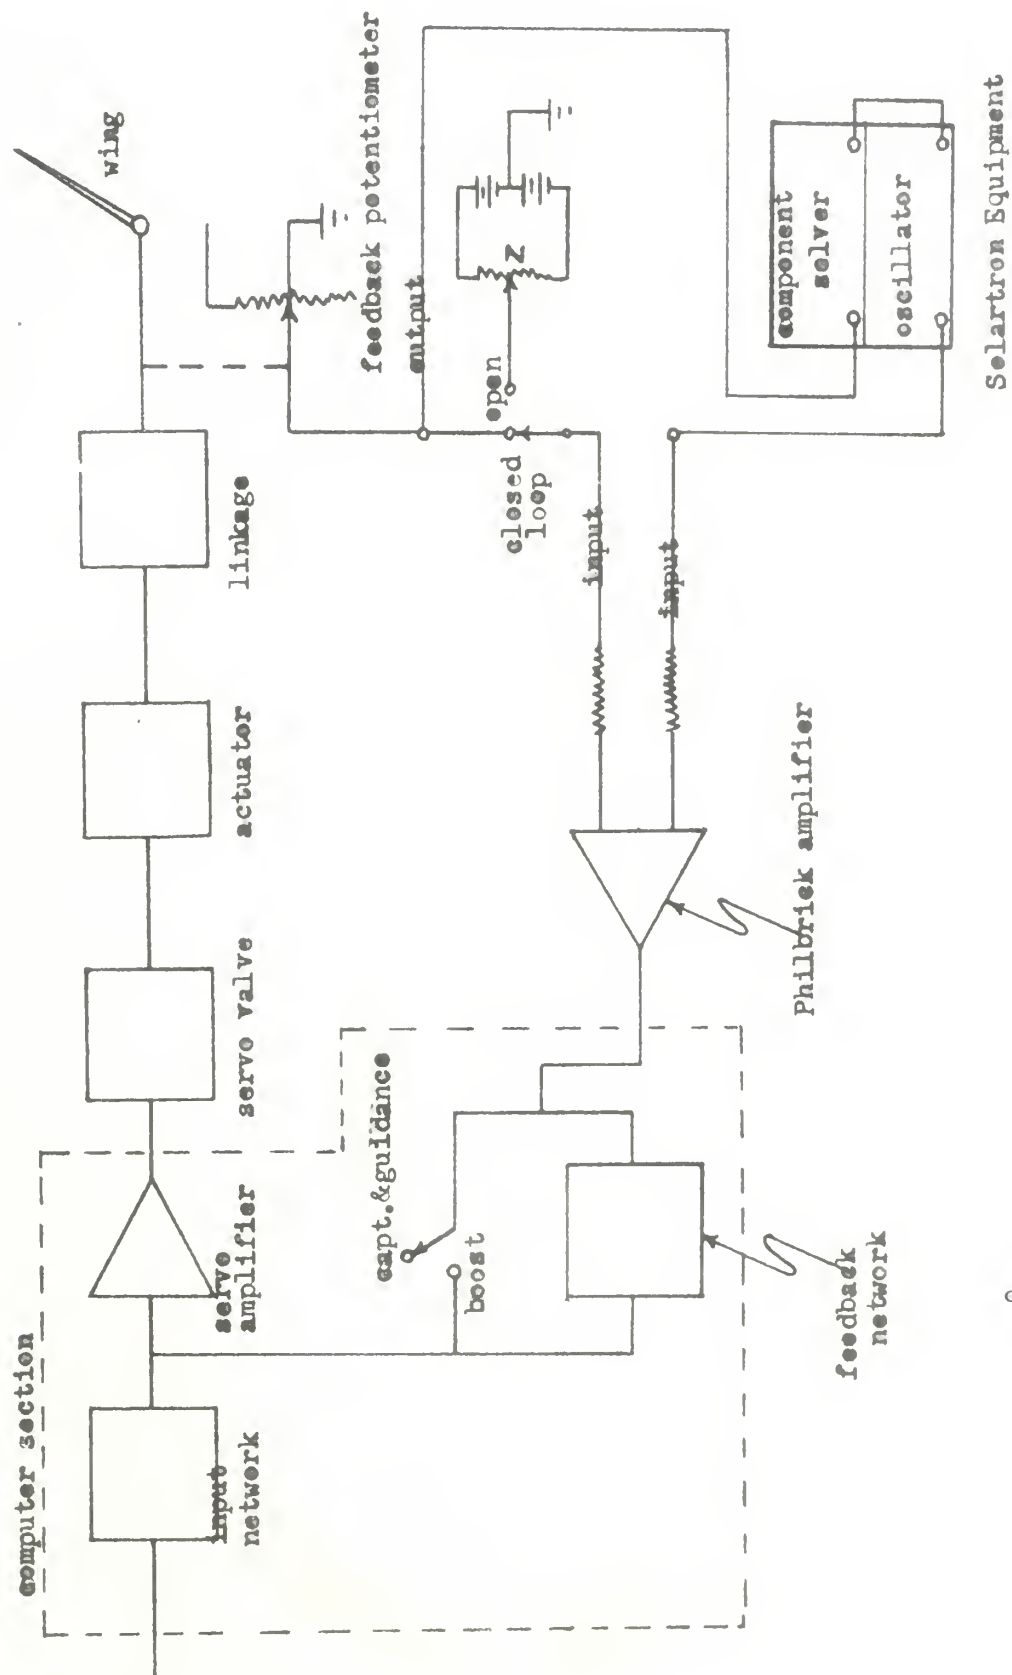 computer section
input
network
servo
amplifier
servo valve
actuator
linkage
wing
feedback potentiometer
output
open
closed
loop
Z
input
input
capt.&guidance
boost
feedback
network
Philbrick amplifier
component
solver
oscillator
Solartron Equipment